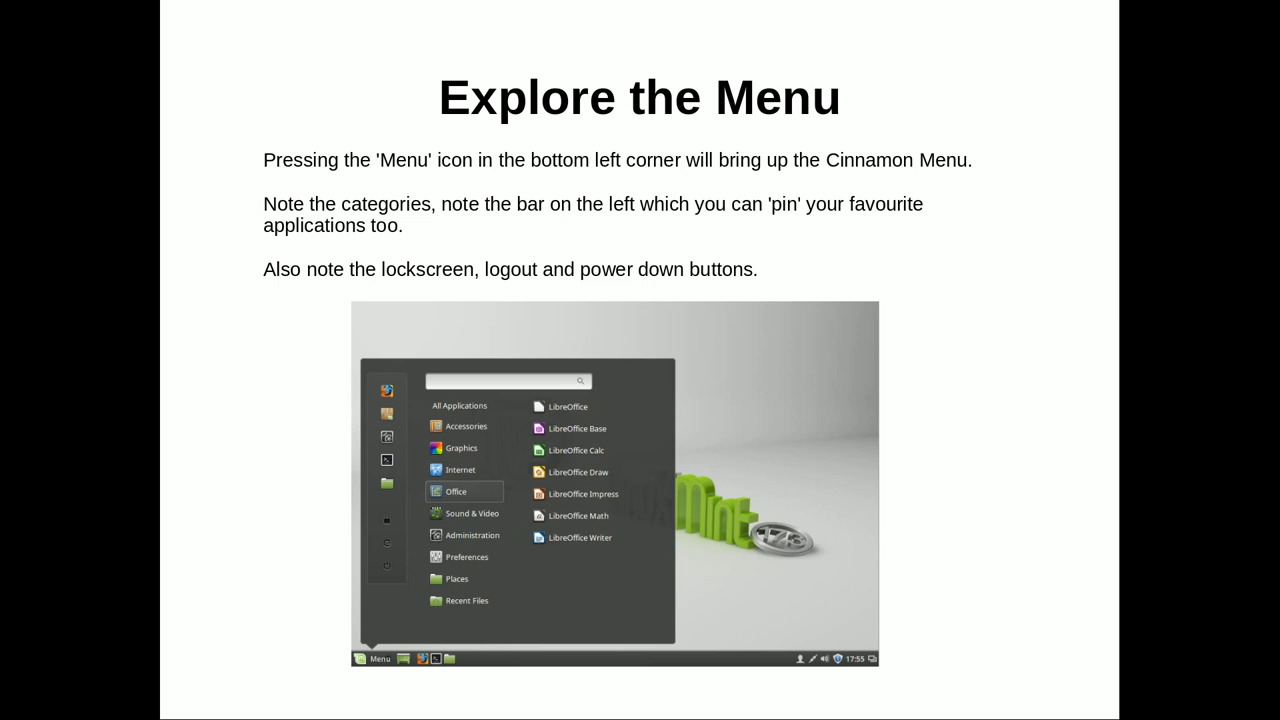 Explore the Menu
Pressing the 'Menu' icon in the bottom left corner will bring up the Cinnamon Menu.
Note the categories, note the bar on the left which you can 'pin' your favourite
applications too.
Also note the lockscreen, logout and power down buttons.
All Applications
Accessories
Graphics
Internet
Office
Sound & Video
Administration
Preferences
Places
Recent Files
LibreOffice
LibreOffice Base
LibreOffice Calc
LibreOffice Draw
LibreOffice Impress
LibreOffice Math
LibreOffice Writer
Mint
17.3
Menu
17:55